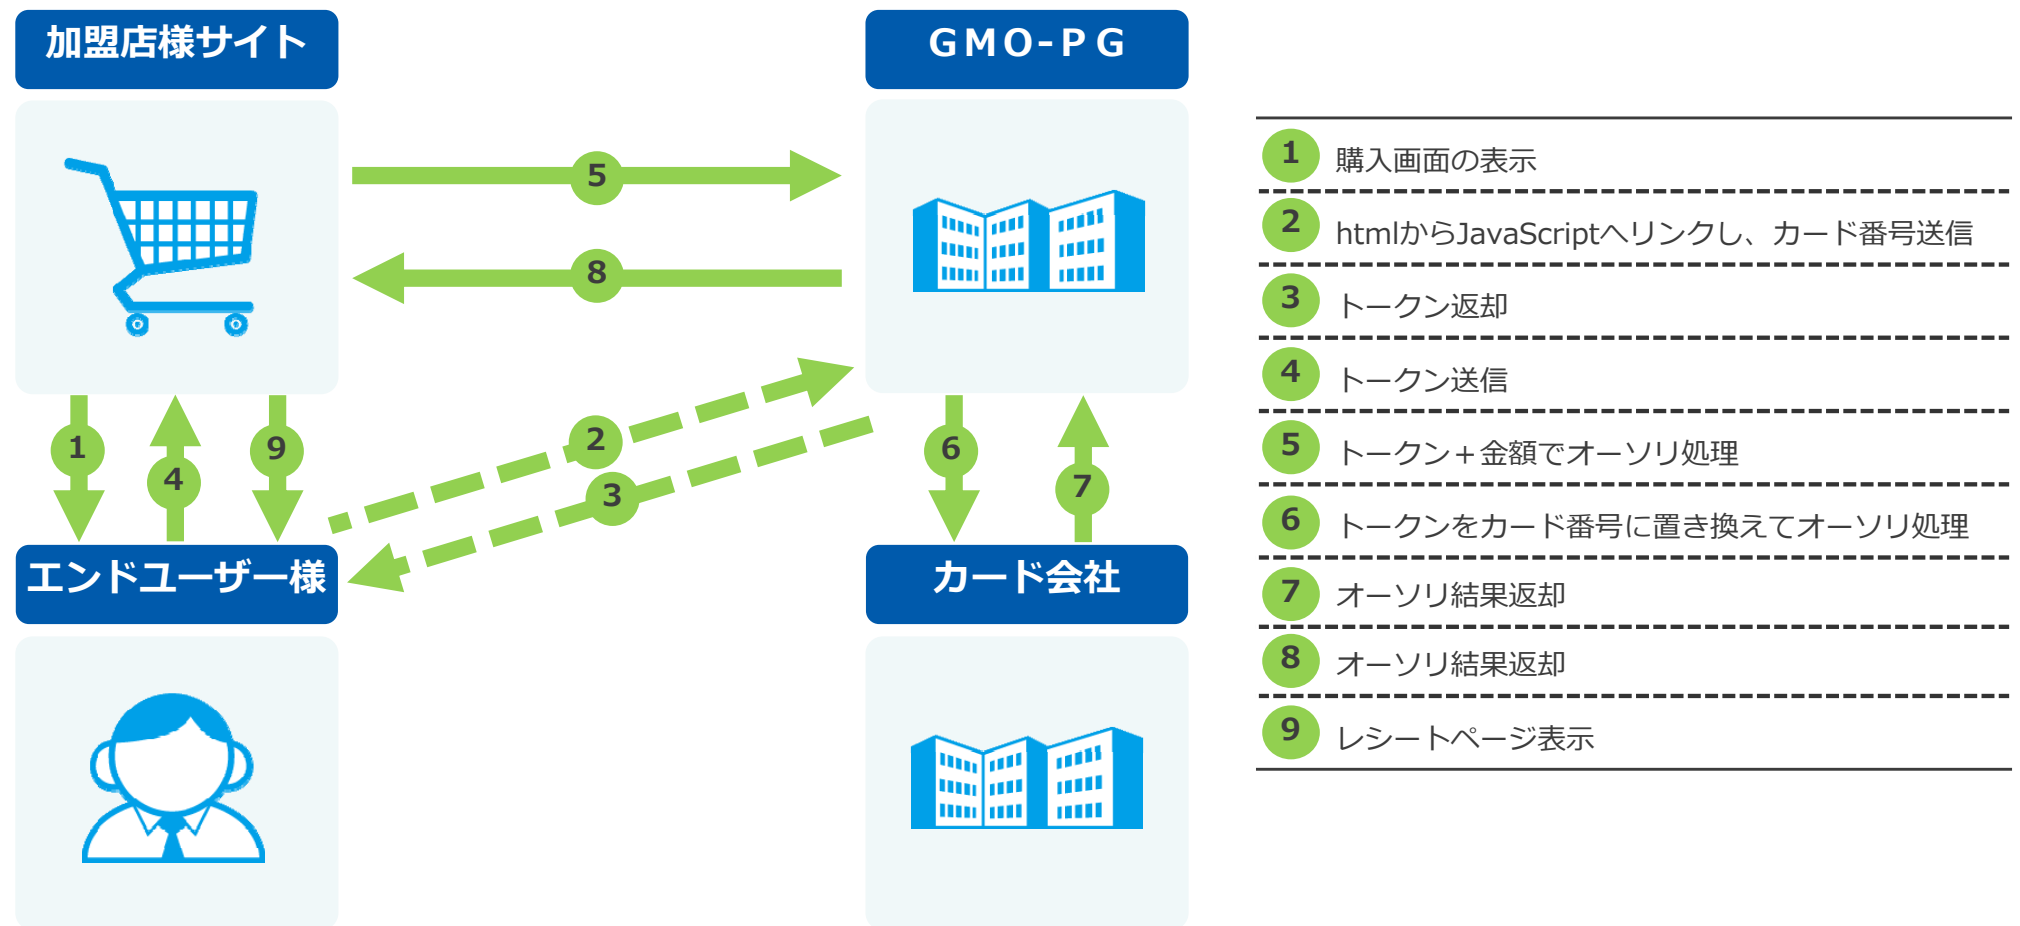 加盟店様サイト
GMO-PG
5
8
1
4
9
2
3
6
7
エンドユーザー様
カード会社
1 購入画面の表示
2 htmlからJavaScriptへリンクし、カード番号送信
3 トークン返却
4 トークン送信
5 トークン＋金額でオーソリ処理
6 トークンをカード番号に置き換えてオーソリ処理
7 オーソリ結果返却
8 オーソリ結果返却
9 レシートページ表示